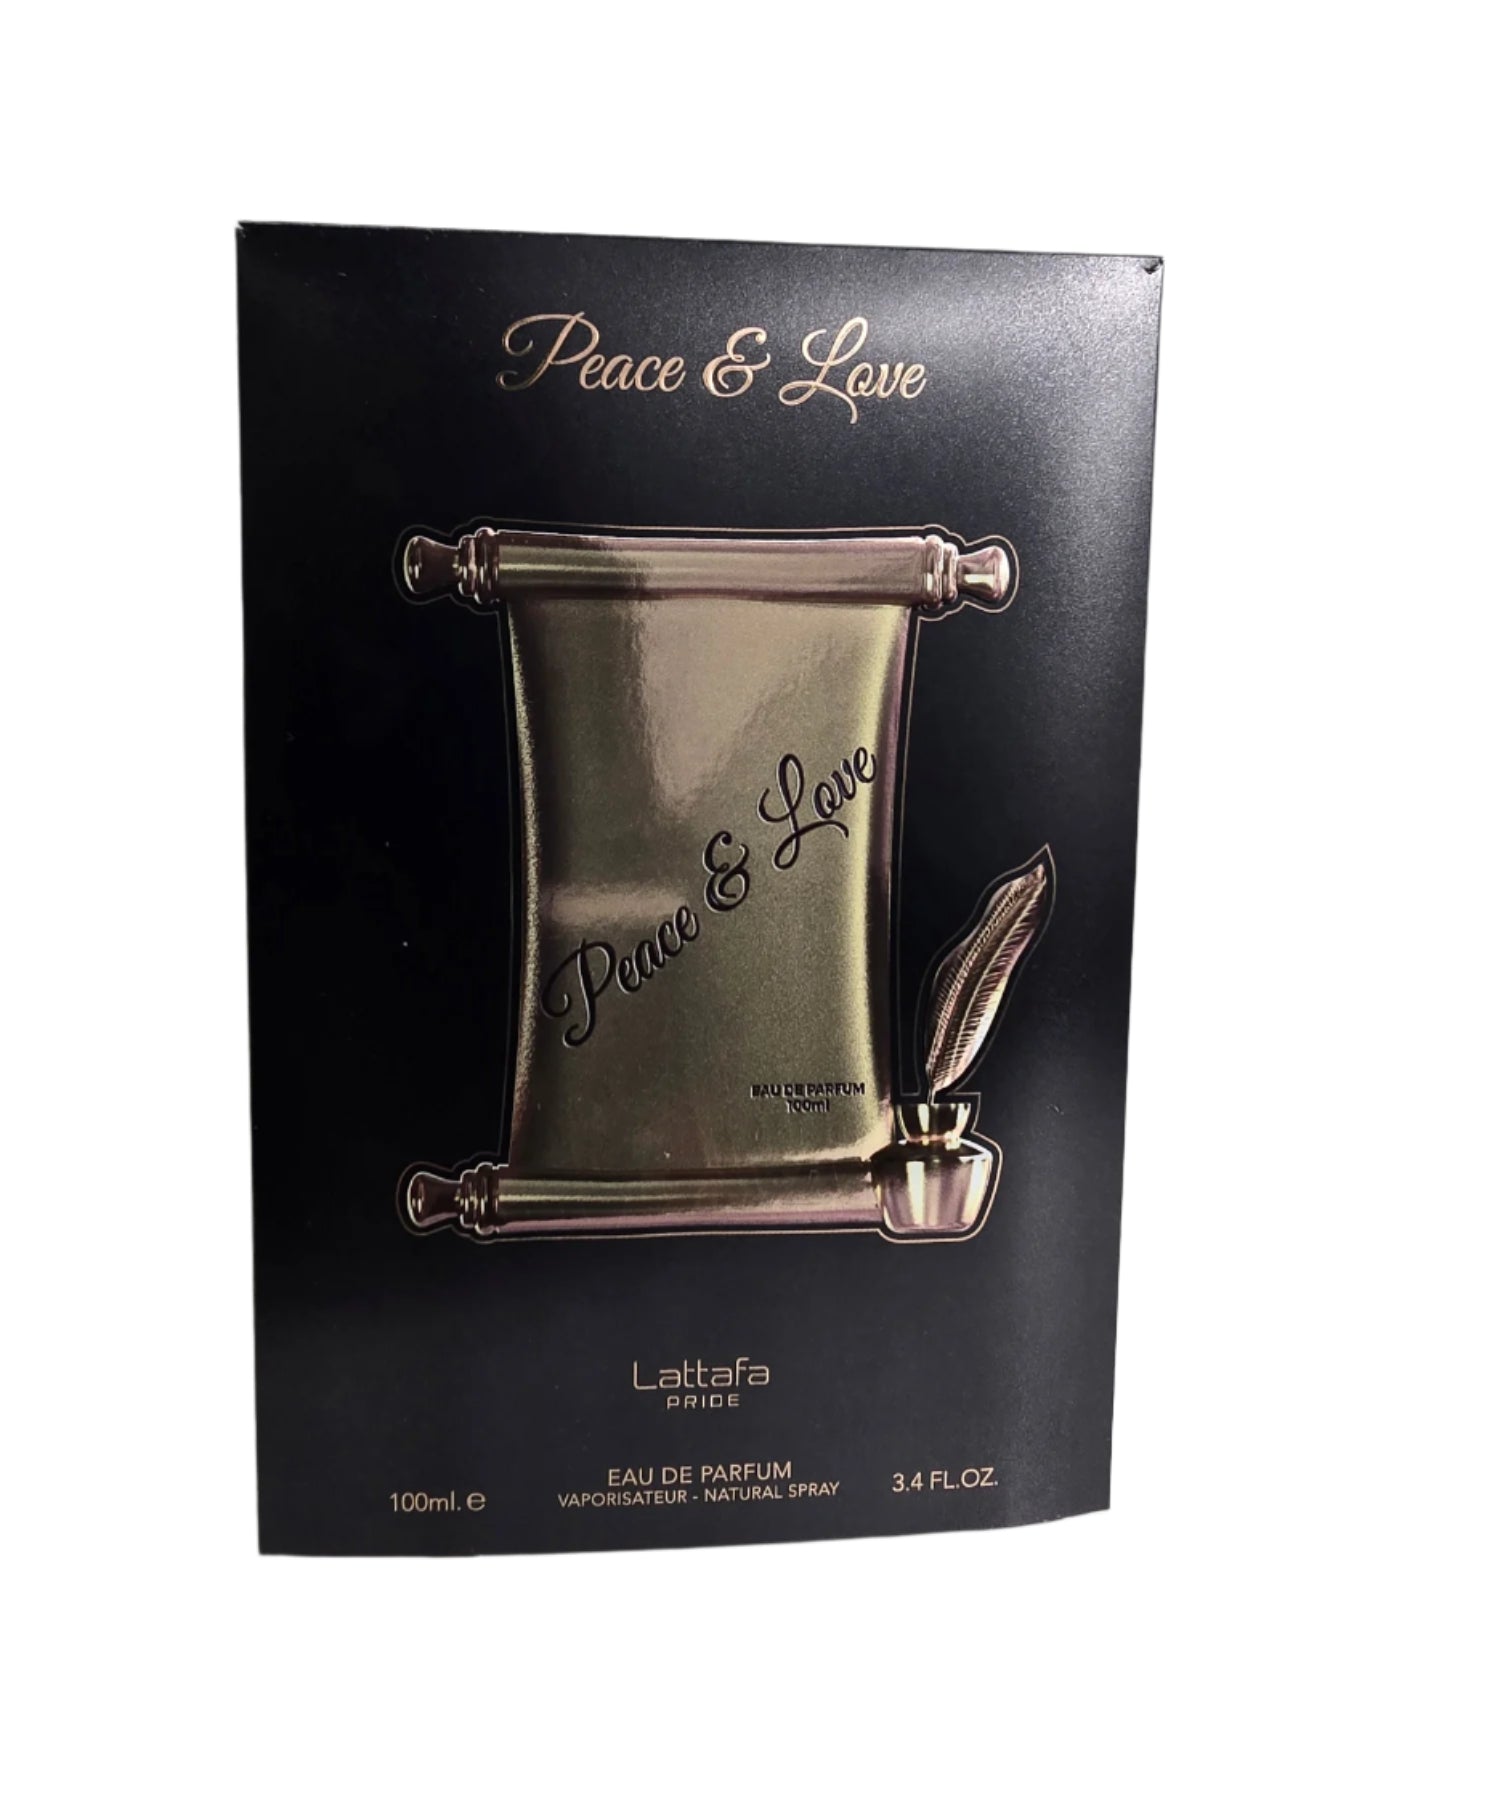 Peace & Love
Peace & Love
EAU DE PARFUM
100ml
Lattafa
PRIDE
EAU DE PARFUM
VAPORISATEUR - NATURAL SPRAY
100ml. ℮
3.4 FL.OZ.